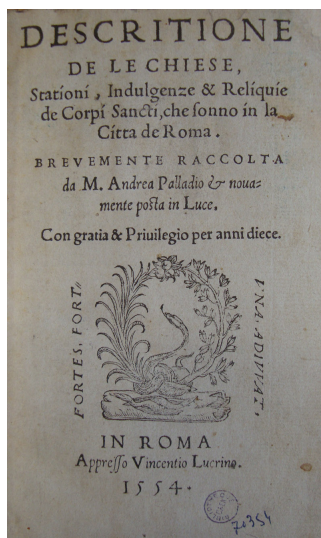 DESCRITIONE
DE LE CHIESE,
Stationi, Indulgenze & Reliquie
de Corpi Sancti, che sonno in la
Citta de Roma.
BREVEMENTE RACCOLTA
da M. Andrea Palladio & noua=
mente posta in Luce.
Con gratia & Priuilegio per anni diece.
FORTES, FORT=
VNA. ADIVVAT.
IN ROMA
Appresso Vincentio Lucrino.
1554.
70354